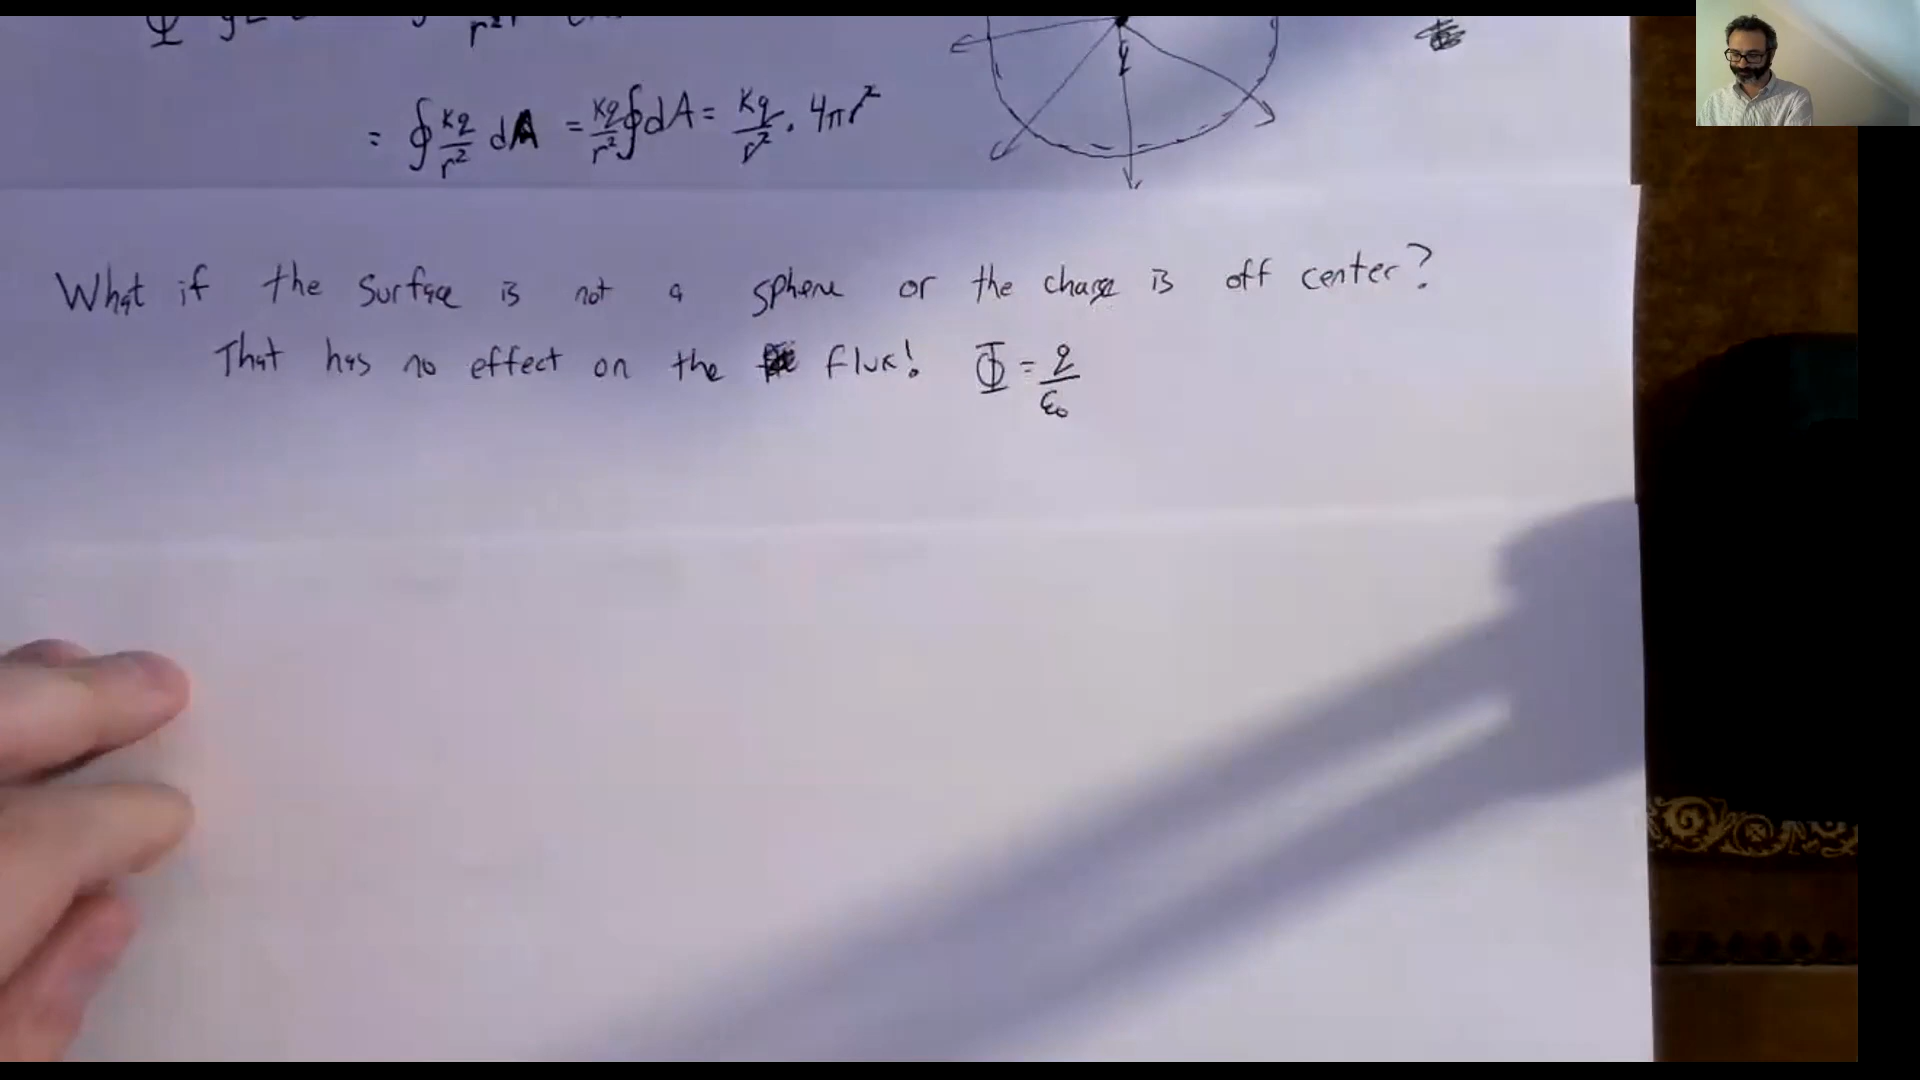 = ∮ kq/r² dA = kq/r² ∮ dA = kq/r² · 4πr²
q
What if the surface is not a sphere or the charge is off center?
That has no effect on the flux! Φ = q/ε₀